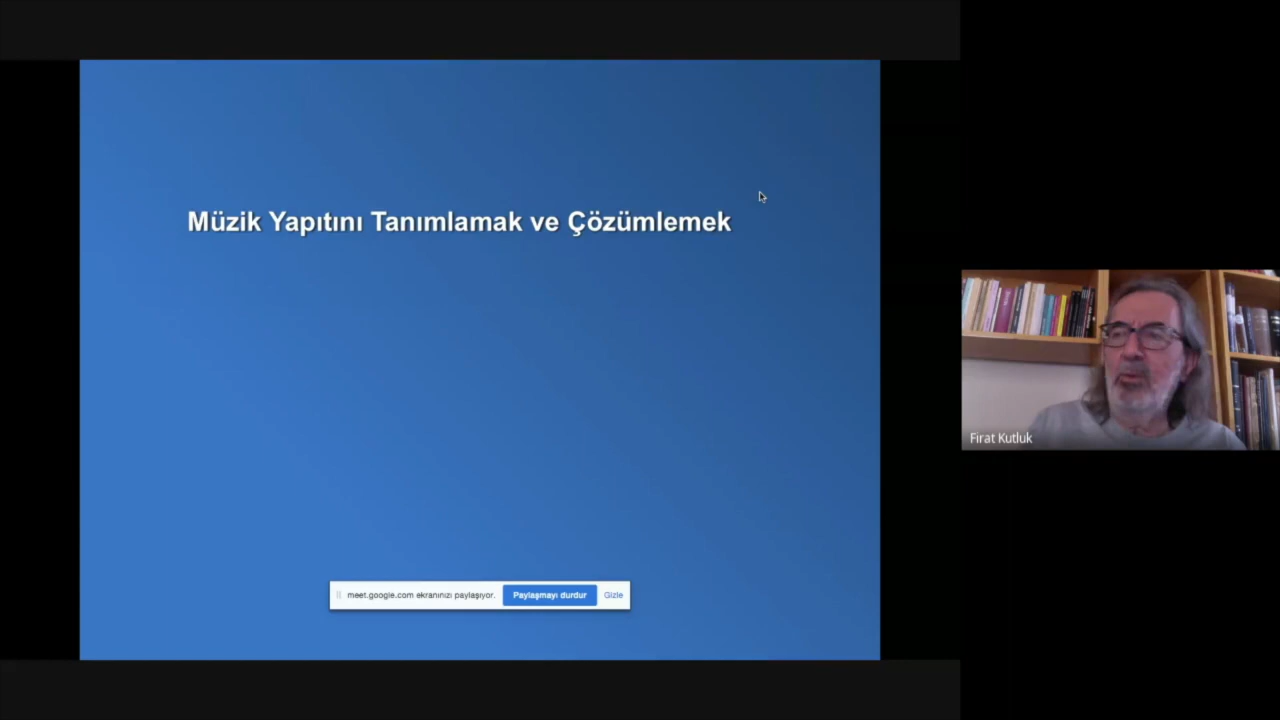 Müzik Yapıtını Tanımlamak ve Çözümlemek
Fırat Kutluk
meet.google.com ekranınızı paylaşıyor. Paylaşmayı durdur Gizle